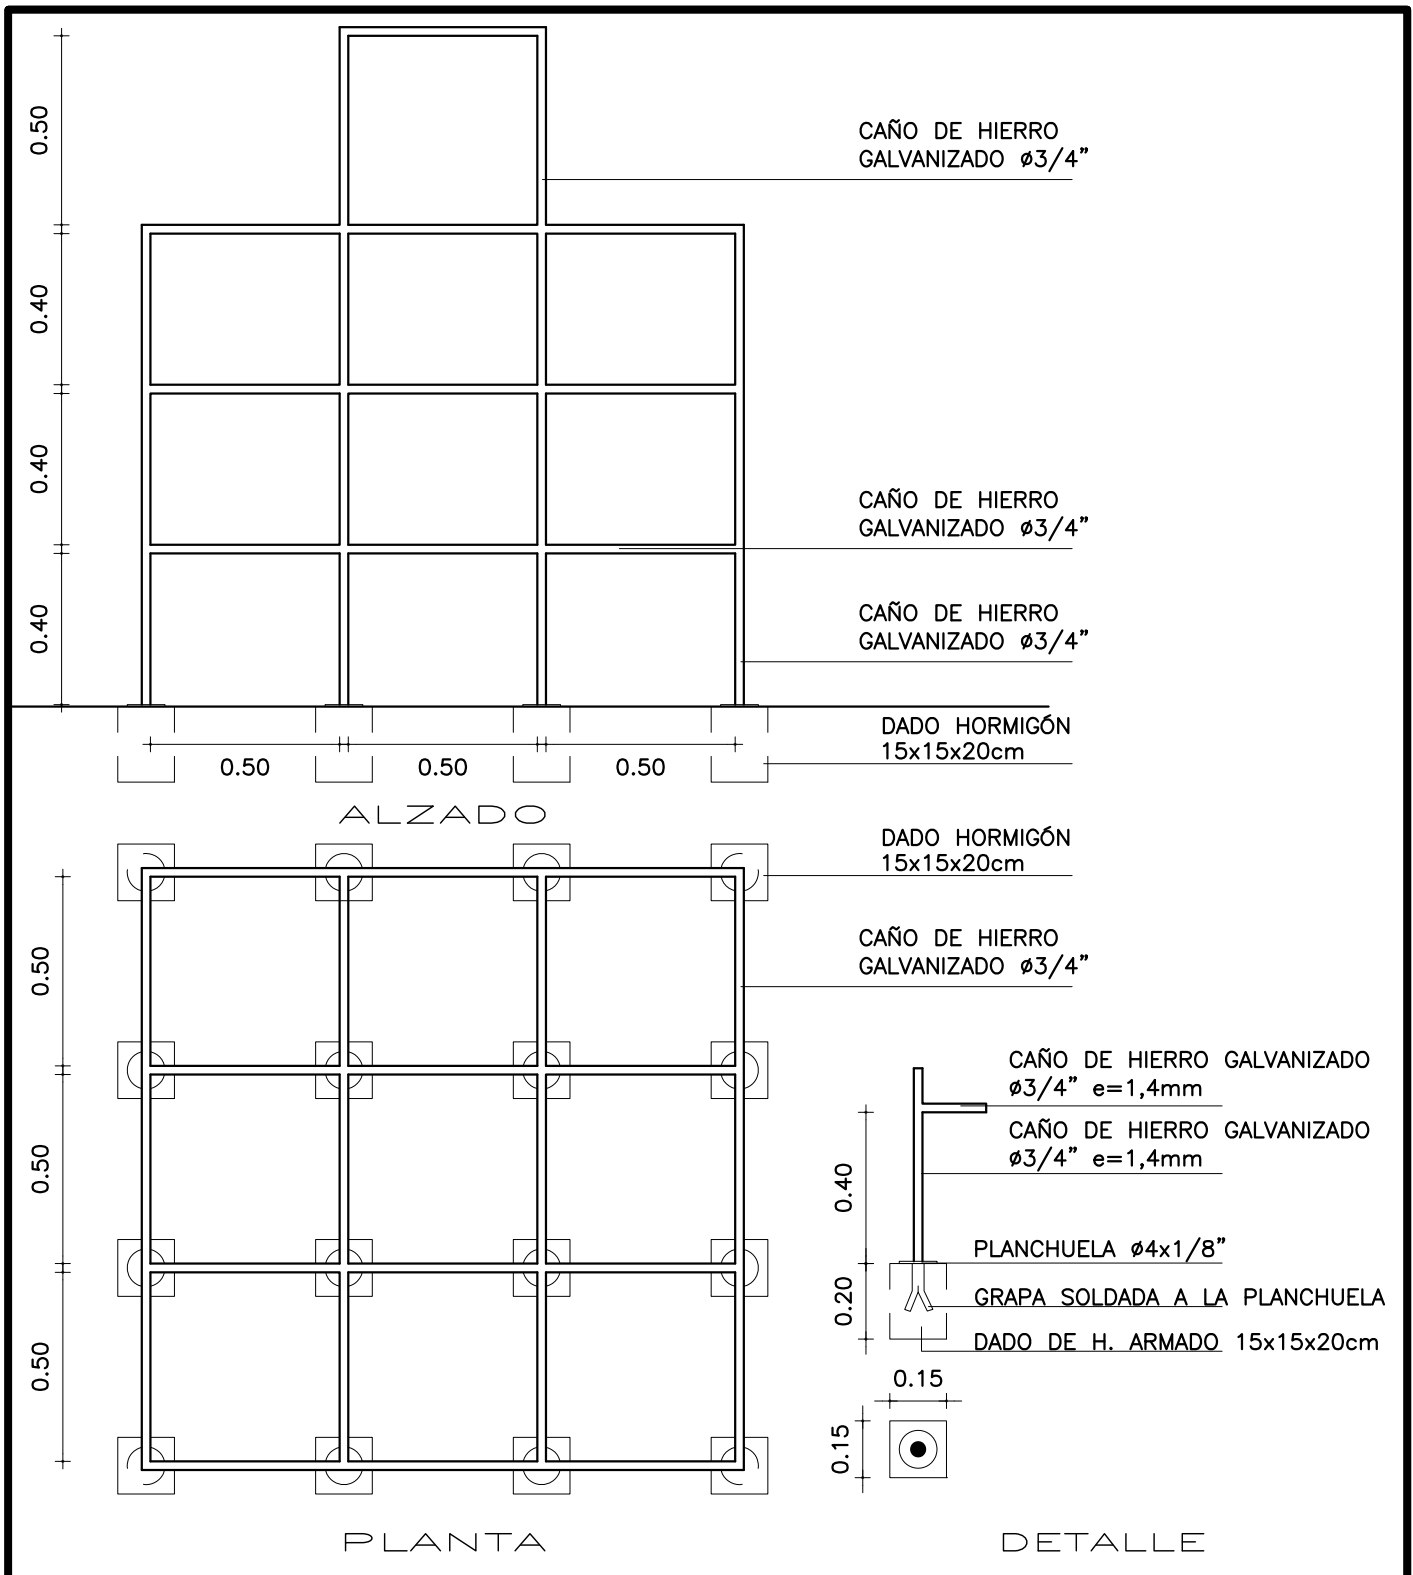 0.50
CAÑO DE HIERRO
GALVANIZADO ø3/4”
0.40
0.40
CAÑO DE HIERRO
GALVANIZADO ø3/4”
0.40
CAÑO DE HIERRO
GALVANIZADO ø3/4”
DADO HORMIGÓN
15x15x20cm
0.50
0.50
0.50
ALZADO
DADO HORMIGÓN
15x15x20cm
0.50
CAÑO DE HIERRO
GALVANIZADO ø3/4”
0.50
0.50
PLANTA
CAÑO DE HIERRO GALVANIZADO
ø3/4” e=1,4mm
CAÑO DE HIERRO GALVANIZADO
ø3/4” e=1,4mm
0.40
PLANCHUELA ø4x1/8”
0.20
GRAPA SOLDADA A LA PLANCHUELA
DADO DE H. ARMADO 15x15x20cm
0.15
0.15
DETALLE